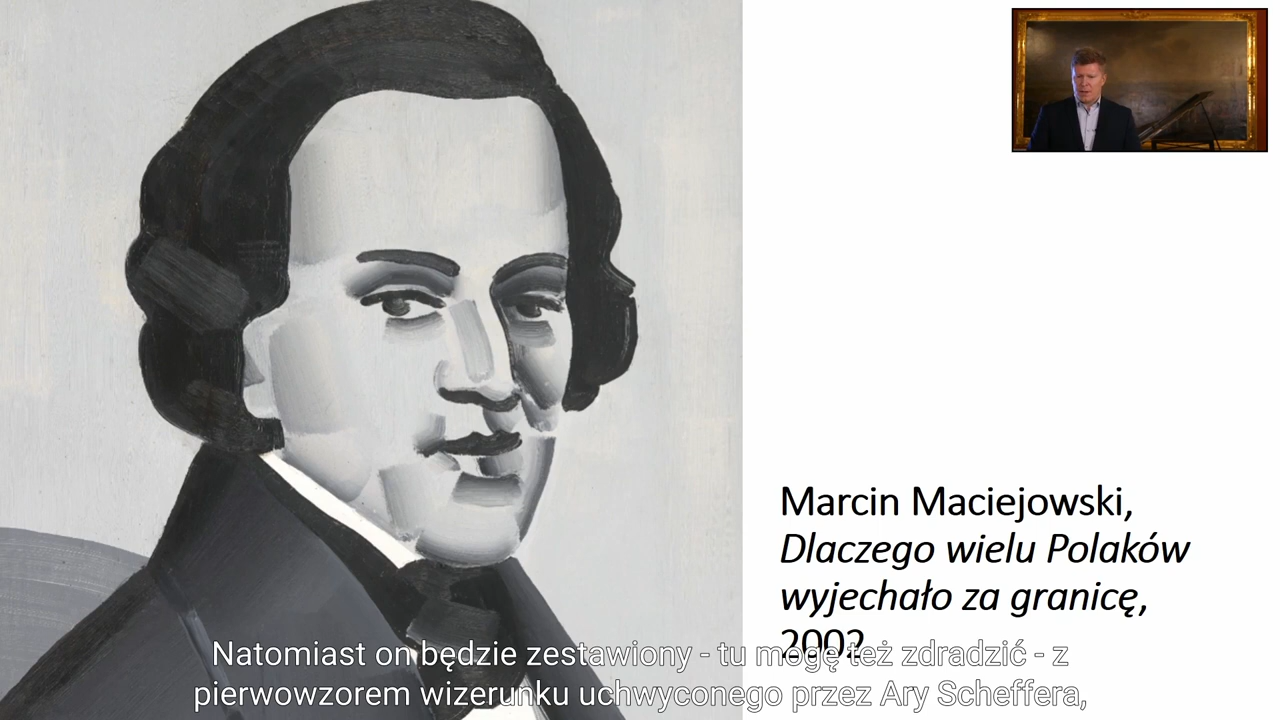 Marcin Maciejowski,
Dlaczego wielu Polaków
wyjechało za granicę,
2002
Natomiast on będzie zestawiony - tu mogę też zdradzić - z
pierwowzorem wizerunku uchwyconego przez Ary Scheffera,